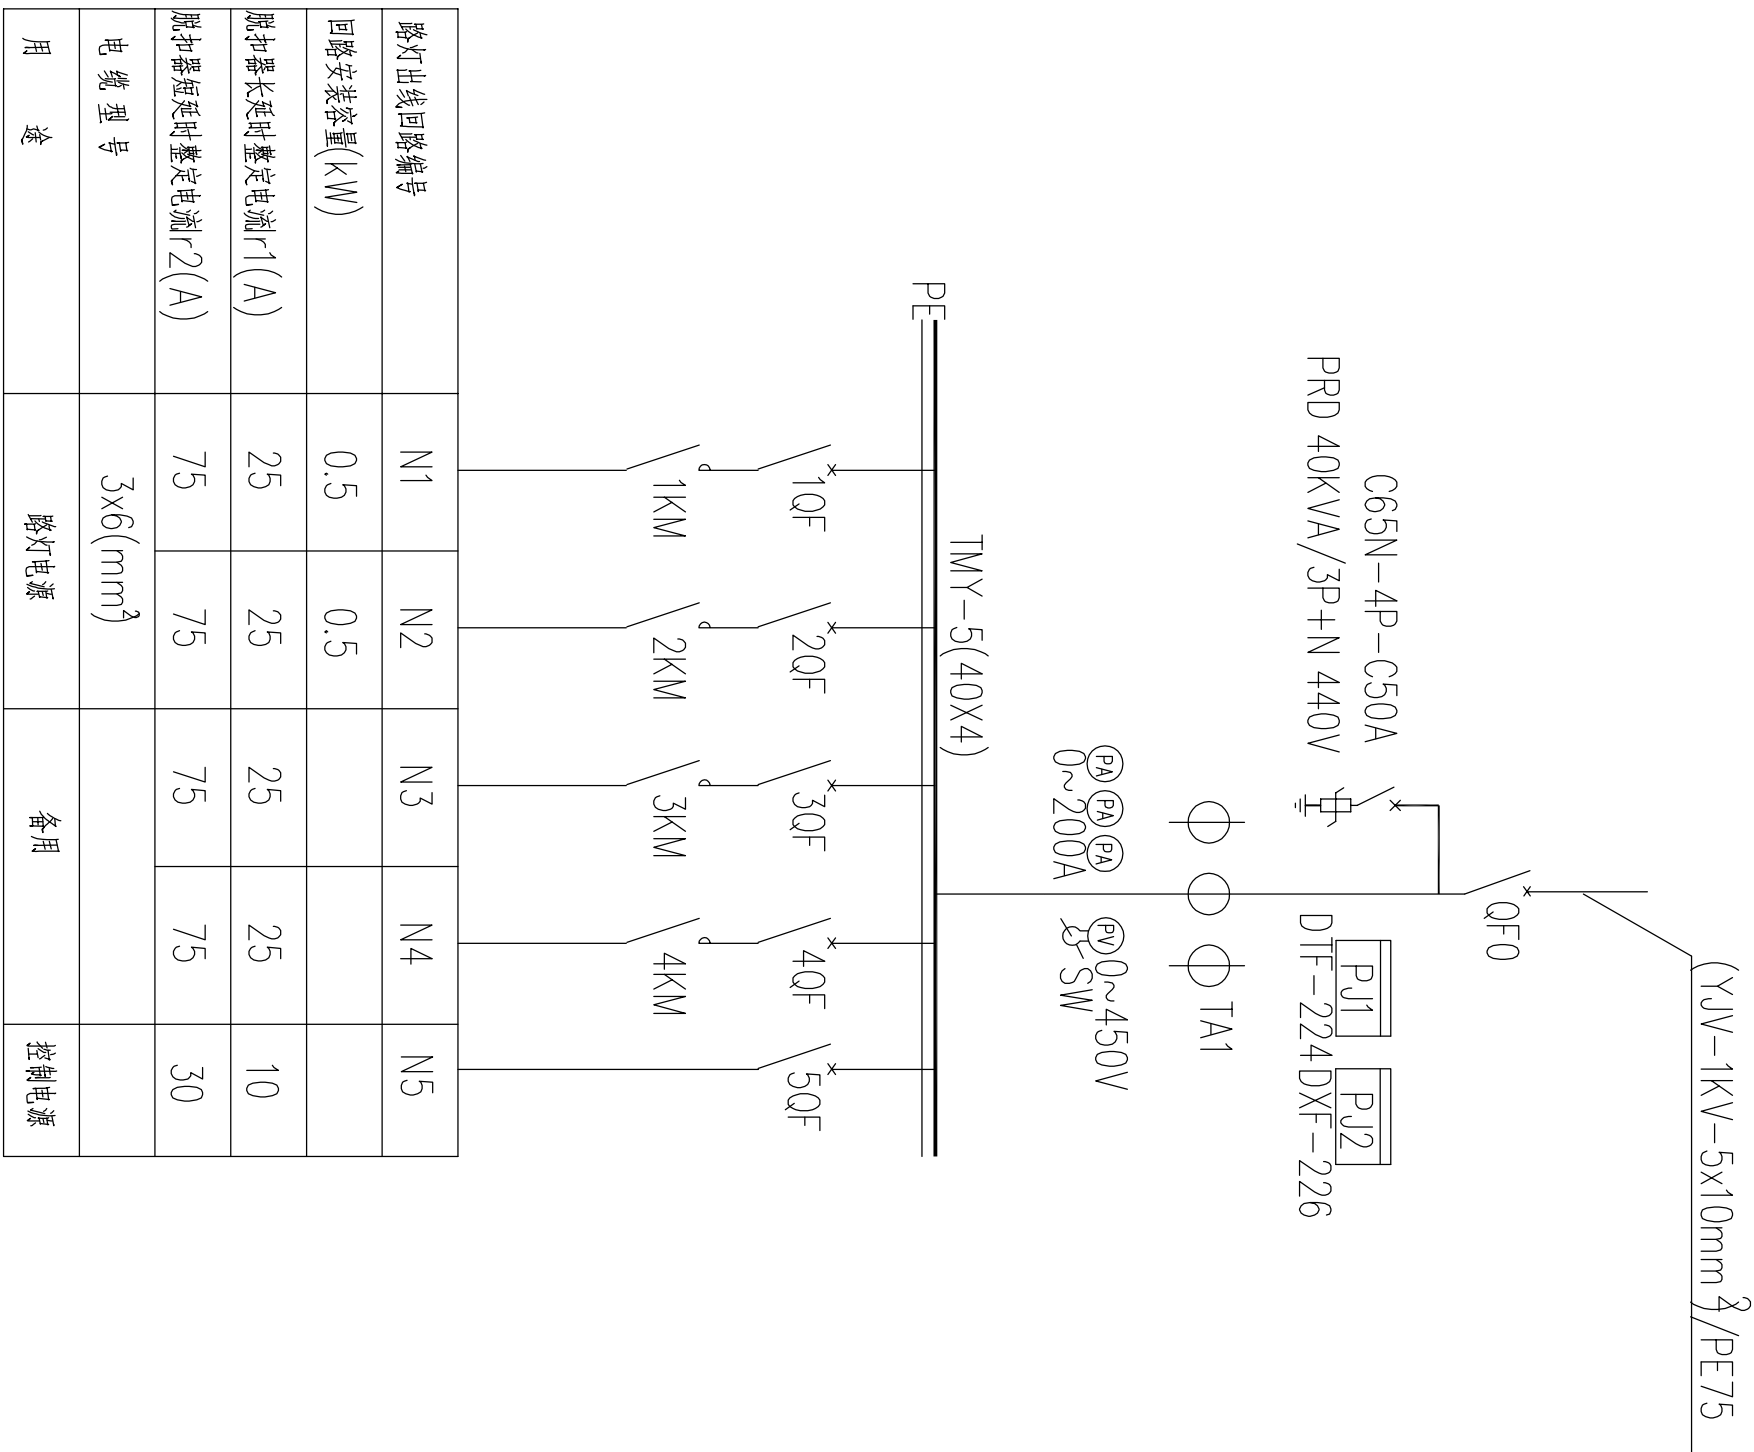 (YJV-1KV-5x10mm²)/PE75
QF0
C65N-4P-C50A
PRD 40KVA/3P+N 440V
PJ1
PJ2
DTF-224
DXF-226
TA1
PA PA PA
0~200A
PV 0~450V
SW
TMY-5(40X4)
PE
1QF 2QF 3QF 4QF 5QF
1KM 2KM 3KM 4KM
路灯出线回路编号 N1 N2 N3 N4 N5
回路安装容量(kW) 0.5 0.5
脱扣器长延时整定电流Ir1(A) 25 25 25 25 10
脱扣器短延时整定电流Ir2(A) 75 75 75 75 30
电缆型号 3x6(mm²)
用途 路灯电源 备用 控制电源